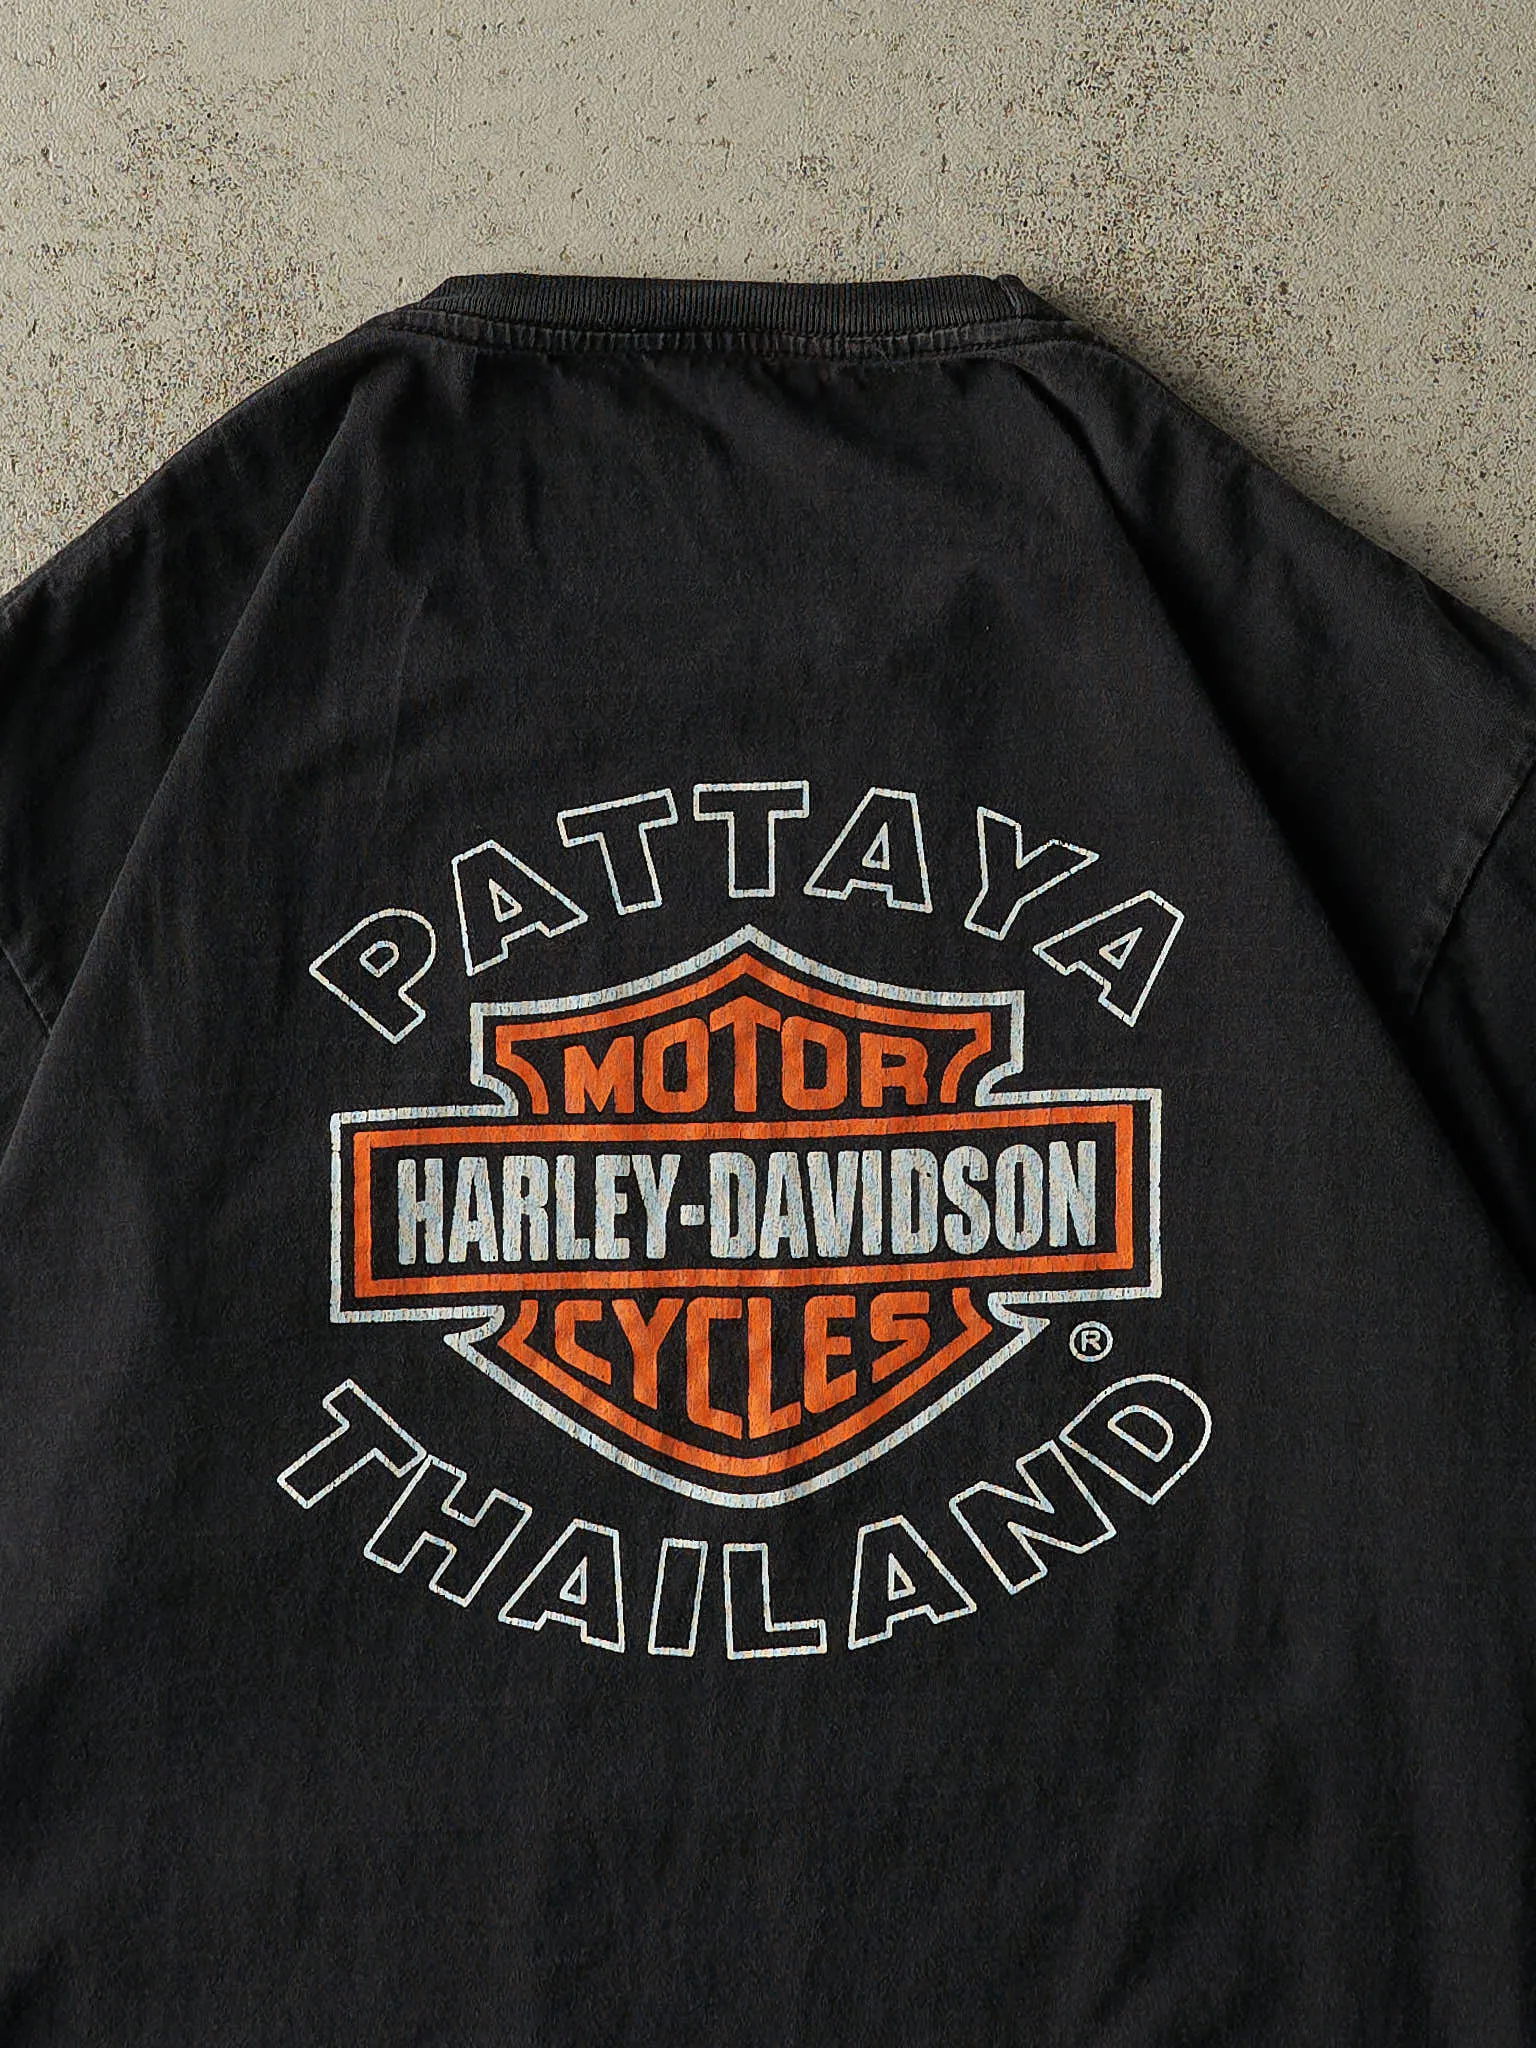 PATTAYA
MOTOR
HARLEY-DAVIDSON
CYCLES
®
THAILAND